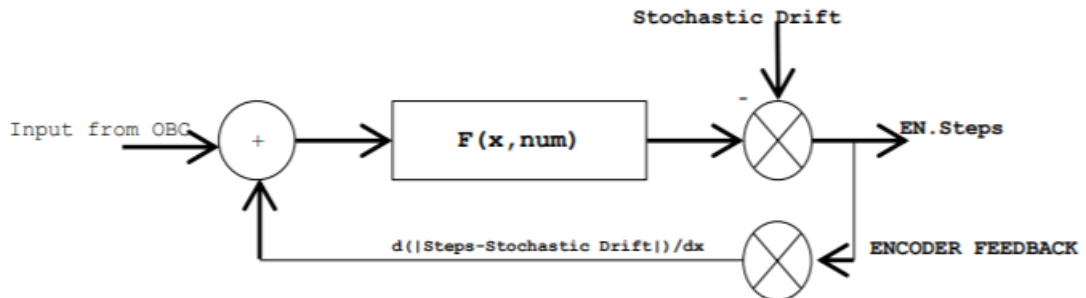 Stochastic Drift
-
Input from OBC
+
F(x,num)
EN.Steps
d(|Steps-Stochastic Drift|)/dx
ENCODER FEEDBACK